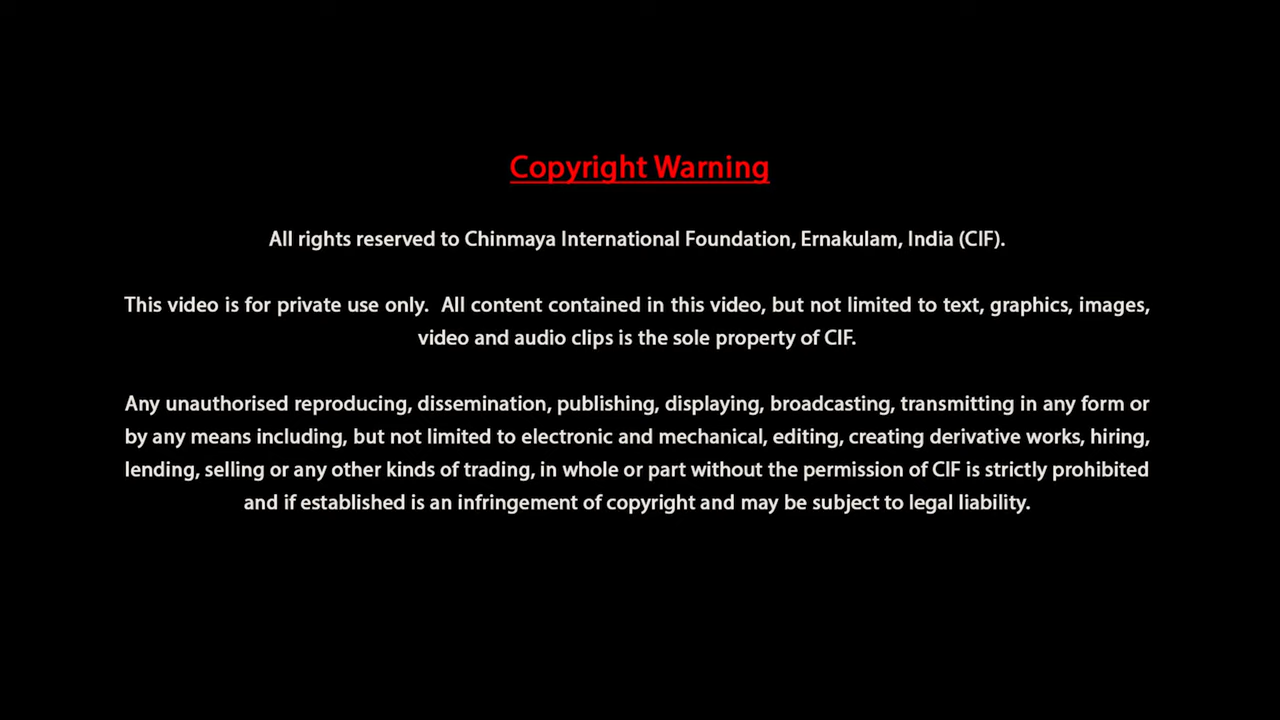 Copyright Warning
All rights reserved to Chinmaya International Foundation, Ernakulam, India (CIF).
This video is for private use only.  All content contained in this video, but not limited to text, graphics, images,
video and audio clips is the sole property of CIF.
Any unauthorised reproducing, dissemination, publishing, displaying, broadcasting, transmitting in any form or
by any means including, but not limited to electronic and mechanical, editing, creating derivative works, hiring,
lending, selling or any other kinds of trading, in whole or part without the permission of CIF is strictly prohibited
and if established is an infringement of copyright and may be subject to legal liability.